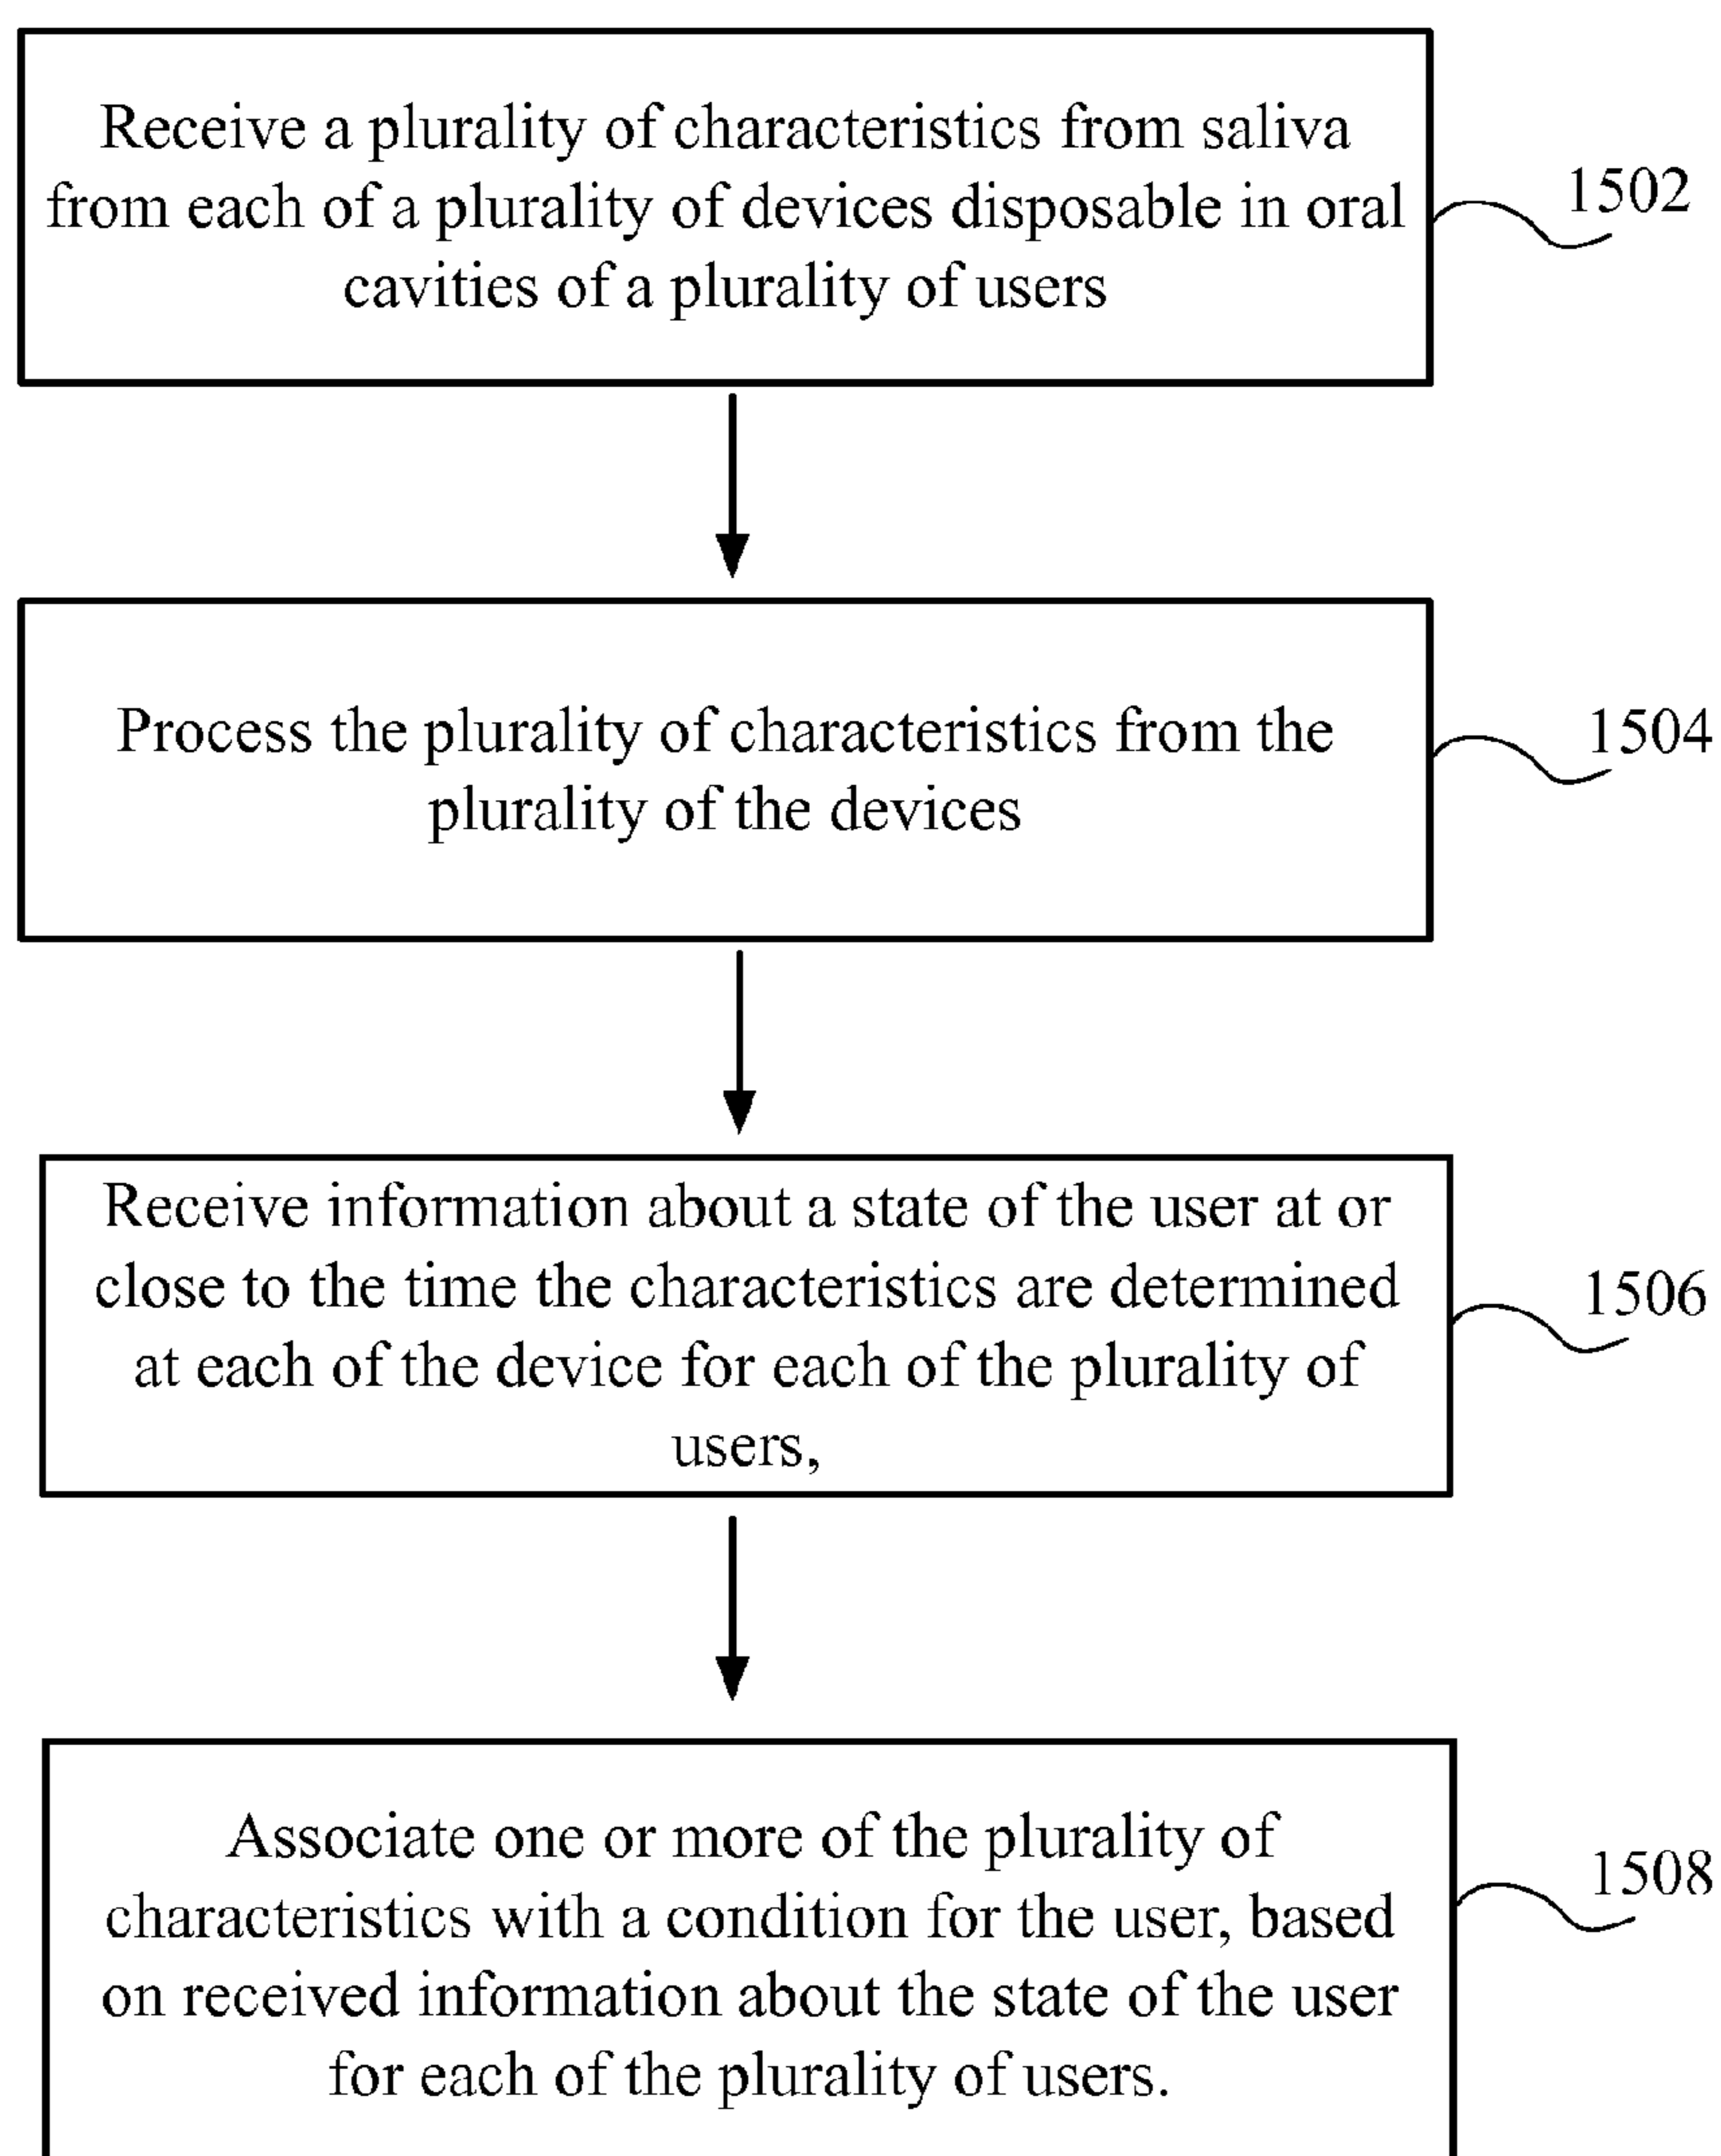 Receive a plurality of characteristics from saliva
from each of a plurality of devices disposable in oral
cavities of a plurality of users
1502
Process the plurality of characteristics from the
plurality of the devices
1504
Receive information about a state of the user at or
close to the time the characteristics are determined
at each of the device for each of the plurality of
users,
1506
Associate one or more of the plurality of
characteristics with a condition for the user, based
on received information about the state of the user
for each of the plurality of users.
1508